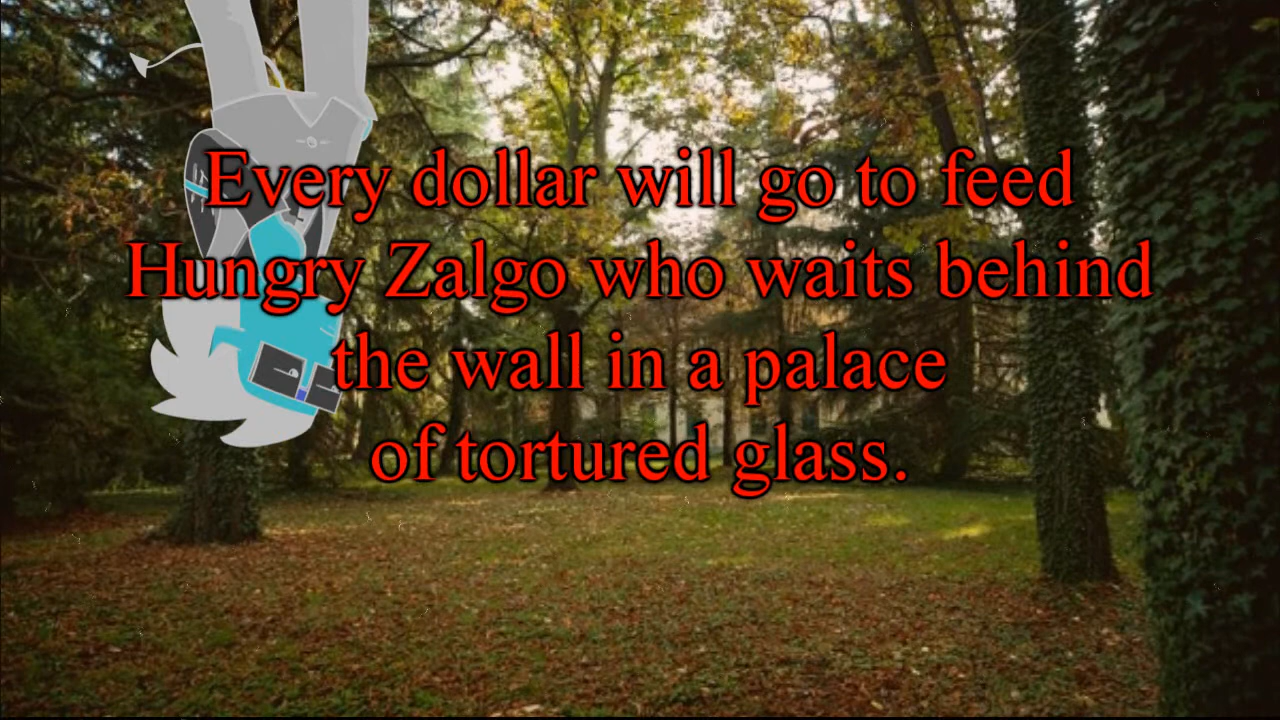 Every dollar will go to feed
Hungry Zalgo who waits behind
the wall in a palace
of tortured glass.